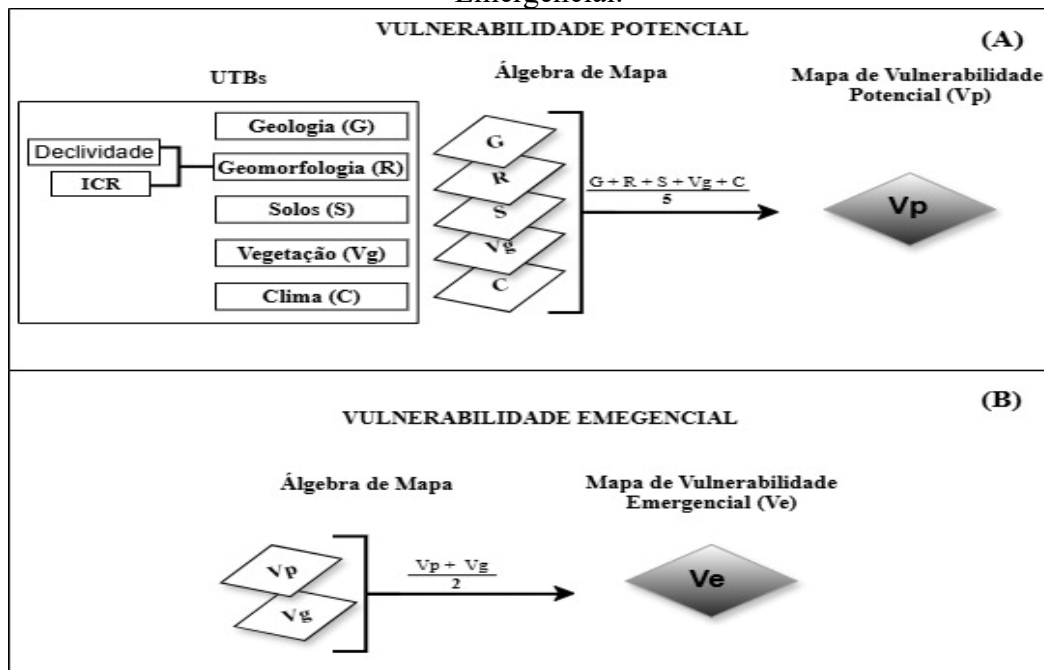 Emergencial.
VULNERABILIDADE POTENCIAL
(A)
UTBs
Álgebra de Mapa
Mapa de Vulnerabilidade
Potencial (Vp)
Declividade
ICR
Geologia (G)
Geomorfologia (R)
Solos (S)
Vegetação (Vg)
Clima (C)
G
R
S
Vg
C
G + R + S + Vg + C
5
Vp
(B)
VULNERABILIDADE EMEGENCIAL
Álgebra de Mapa
Mapa de Vulnerabilidade
Emergencial (Ve)
Vp
Vg
Vp + Vg
2
Ve